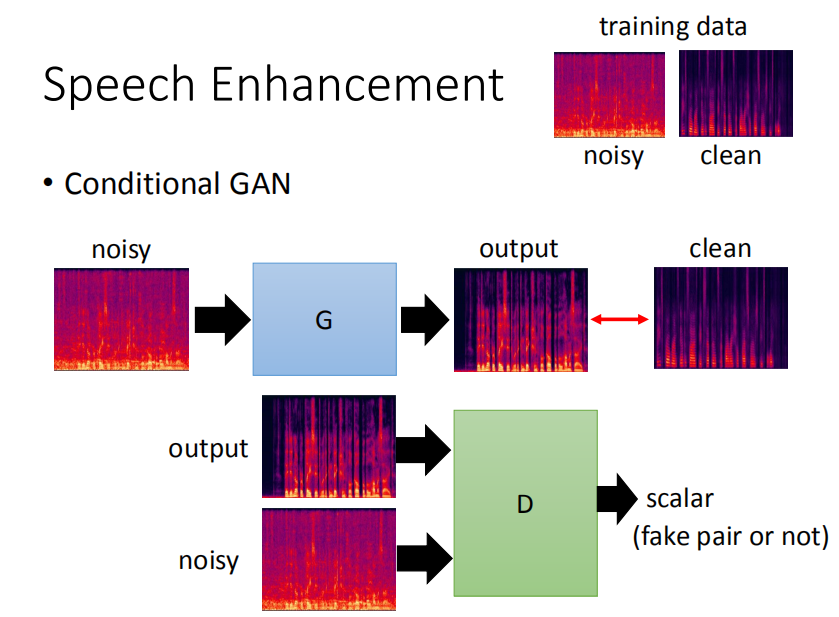 training data
Speech Enhancement
noisy
clean
• Conditional GAN
noisy
output
clean
G
output
noisy
D
scalar
(fake pair or not)